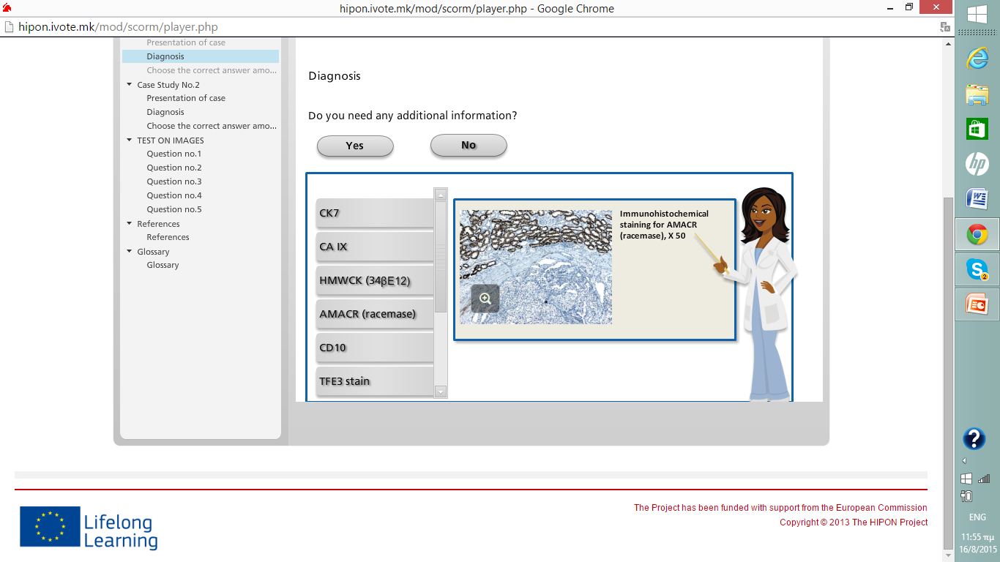 hipon.ivote.mk/mod/scorm/player.php - Google Chrome
hipon.ivote.mk/mod/scorm/player.php
Presentation of case
Diagnosis
Choose the correct answer amo...
Case Study No.2
Presentation of case
Diagnosis
Choose the correct answer amo...
TEST ON IMAGES
Question no.1
Question no.2
Question no.3
Question no.4
Question no.5
References
References
Glossary
Glossary
Diagnosis
Do you need any additional information?
Yes
No
CK7
CA IX
HMWCK (34βE12)
AMACR (racemase)
CD10
TFE3 stain
Immunohistochemical
staining for AMACR
(racemase), X 50
Lifelong
Learning
The Project has been funded with support from the European Commission
Copyright © 2013 The HIPON Project
hp
2
?
ENG
11:55 πμ
16/8/2015